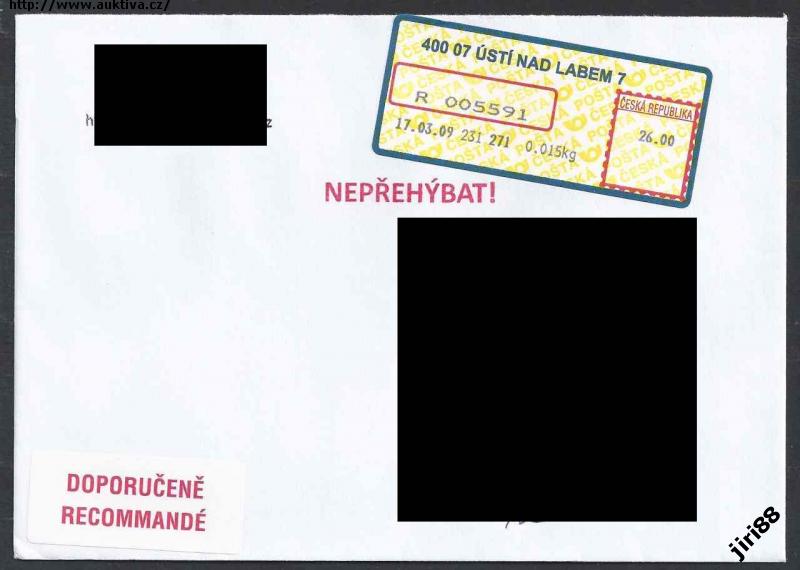 http://www.auktiva.cz/
400 07 ÚSTÍ NAD LABEM 7
R 005591
ČESKÁ REPUBLIKA
26.00
17.03.09 231 271 0.015kg
NEPŘEHÝBAT!
DOPORUČENĚ
RECOMMANDÉ
jiri88